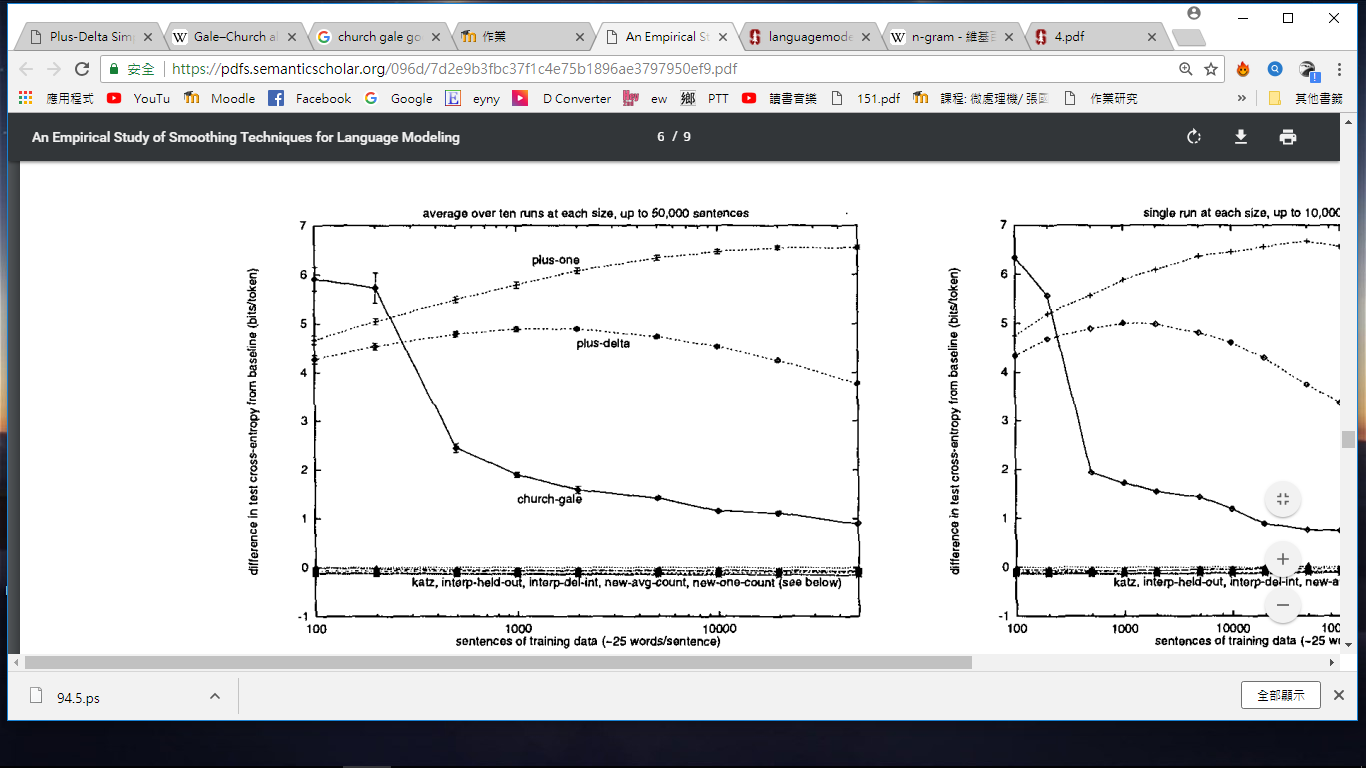 Plus-Delta Sim
Gale–Church al
church gale go
作業
An Empirical S
languagemode
n-gram - 維基
4.pdf
安全
https://pdfs.semanticscholar.org/096d/7d2e9b3fbc37f1c4e75b1896ae3797950ef9.pdf
應用程式
YouTu
Moodle
Facebook
Google
eyny
D Converter
ew
鄉
PTT
讀書音樂
151.pdf
課程: 微處理機/ 張
作業研究
»
其他書籤
An Empirical Study of Smoothing Techniques for Language Modeling
6 / 9
average over ten runs at each size, up to 50,000 sentences
difference in test cross-entropy from baseline (bits/token)
7
6
5
4
3
2
1
0
-1
plus-one
plus-delta
church-gale
katz, interp-held-out, interp-del-int, new-avg-count, new-one-count (see below)
100
1000
10000
sentences of training data (~25 words/sentence)
single run at each size, up to 10,000
difference in test cross-entropy from baseline (bits/token)
7
6
5
4
3
2
1
0
-1
katz, interp-held-out, interp-del-int, new-a
100
1000
10000
100
sentences of training data (~25 w
94.5.ps
全部顯示